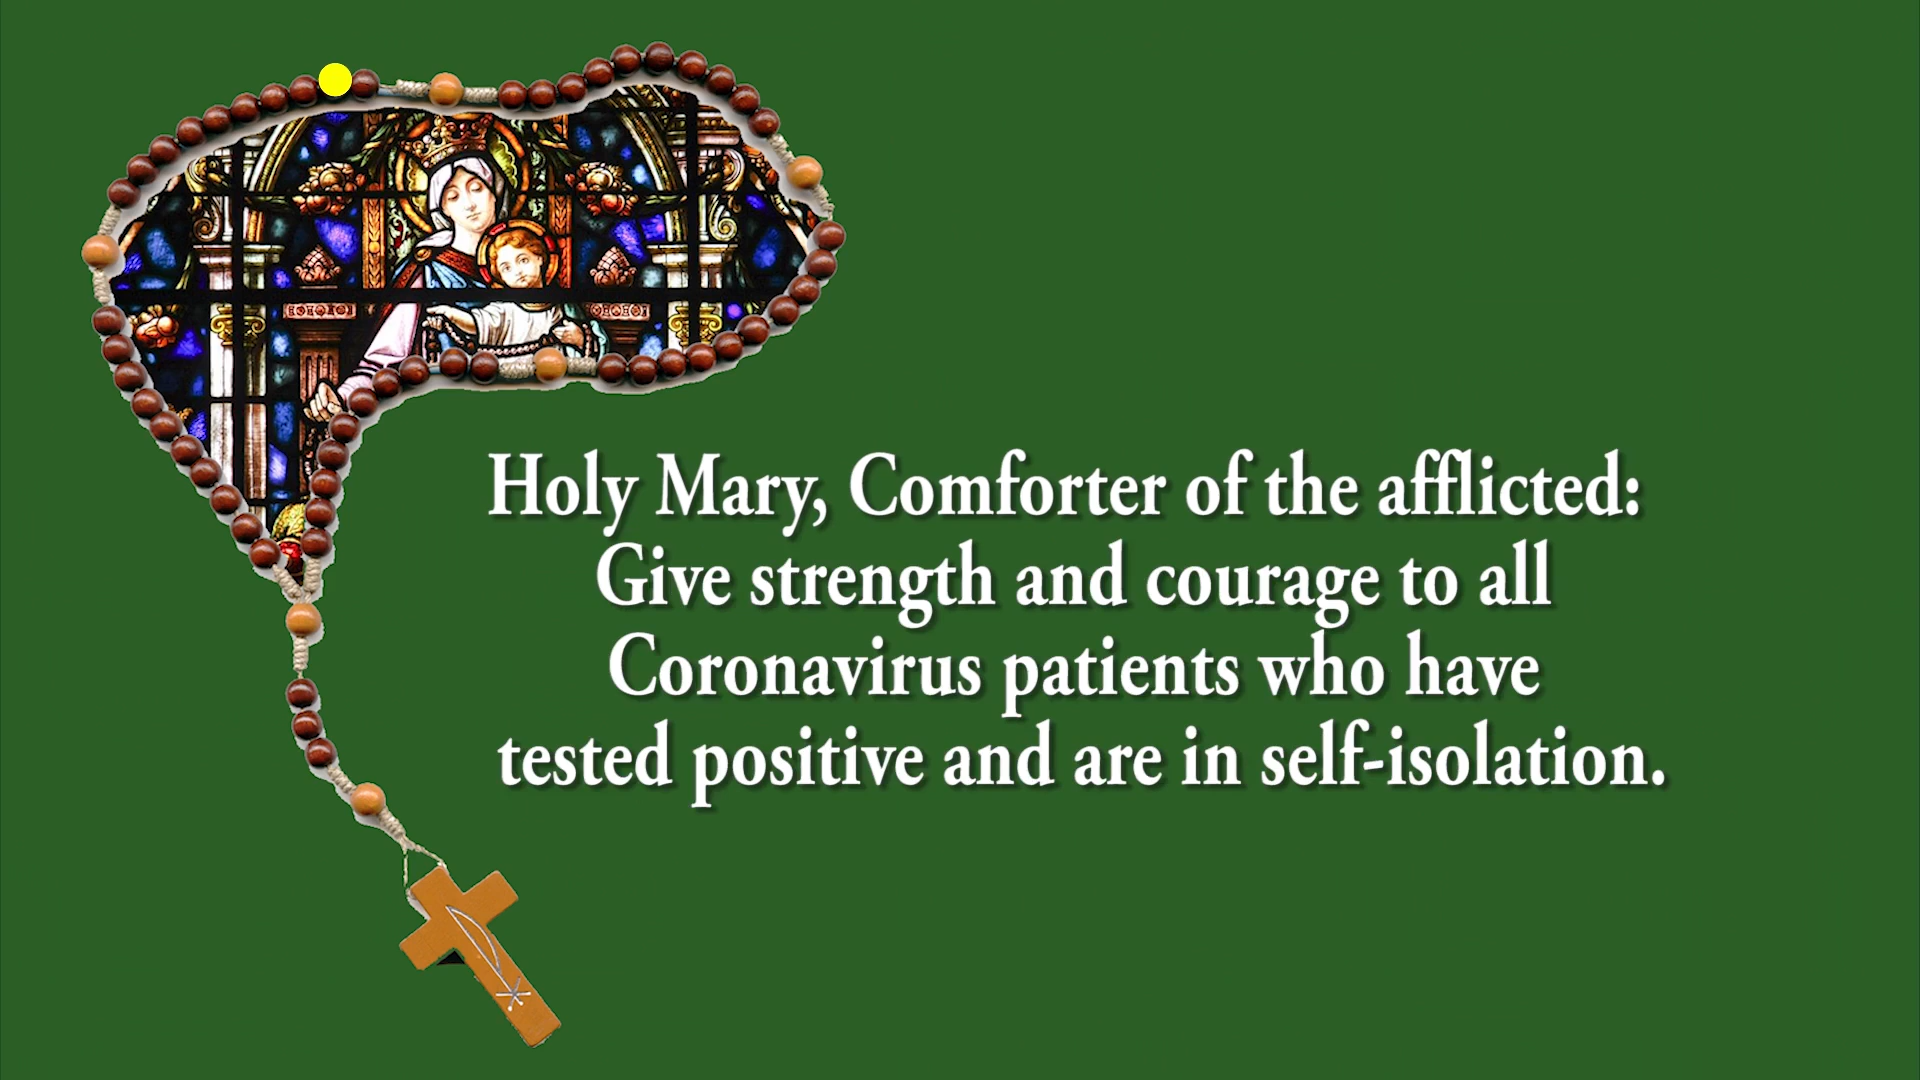 Holy Mary, Comforter of the afflicted:
Give strength and courage to all
Coronavirus patients who have
tested positive and are in self-isolation.